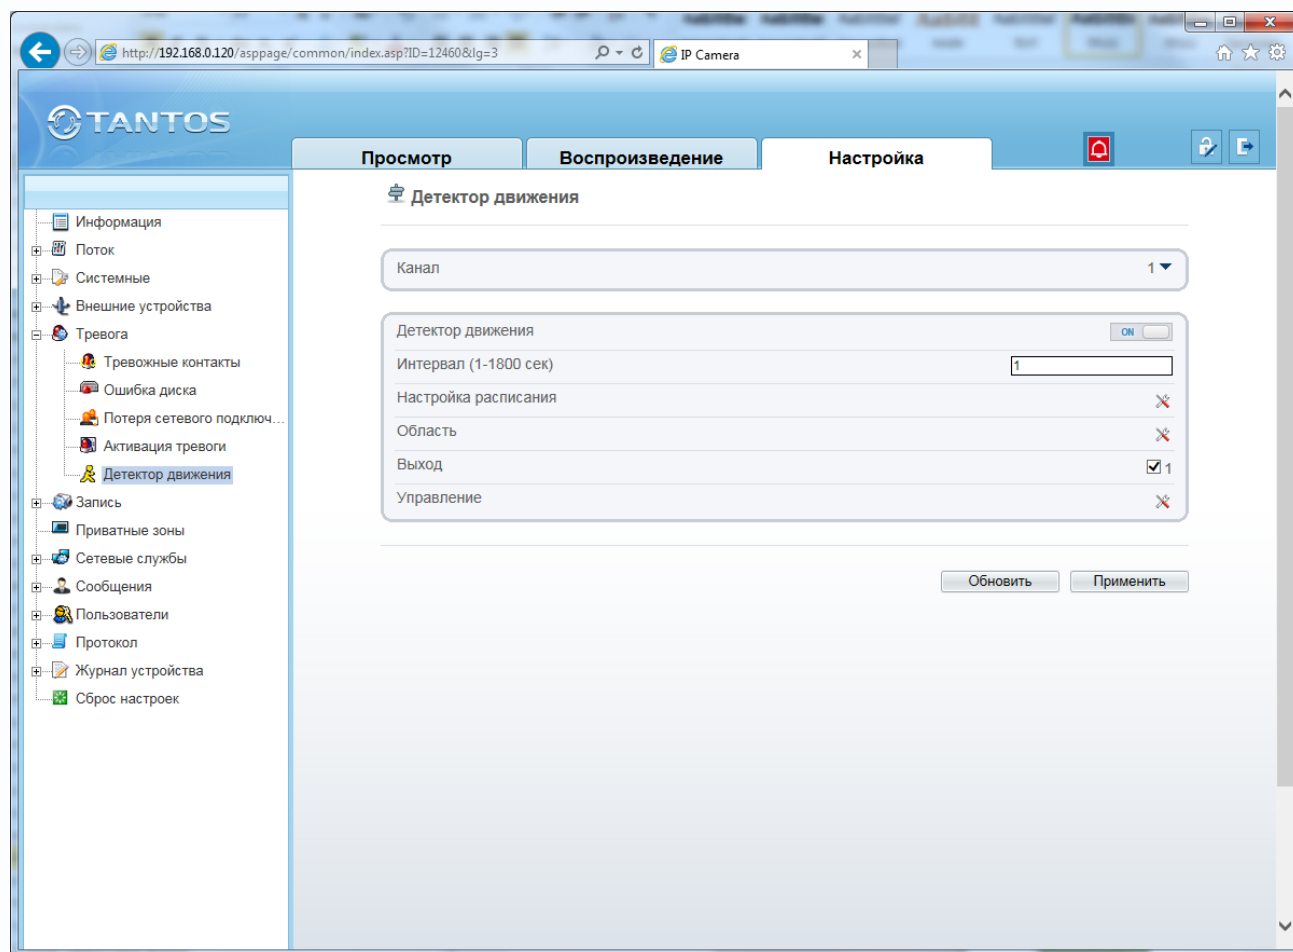 http://192.168.0.120/asppage/common/index.asp?ID=12460&lg=3
IP Camera
TANTOS
Просмотр
Воспроизведение
Настройка
Детектор движения
Информация
Поток
Системные
Внешние устройства
Тревога
Тревожные контакты
Ошибка диска
Потеря сетевого подключ...
Активация тревоги
Детектор движения
Запись
Приватные зоны
Сетевые службы
Сообщения
Пользователи
Протокол
Журнал устройства
Сброс настроек
Канал 1
Детектор движения ON
Интервал (1-1800 сек) 1
Настройка расписания
Область
Выход 1
Управление
Обновить Применить